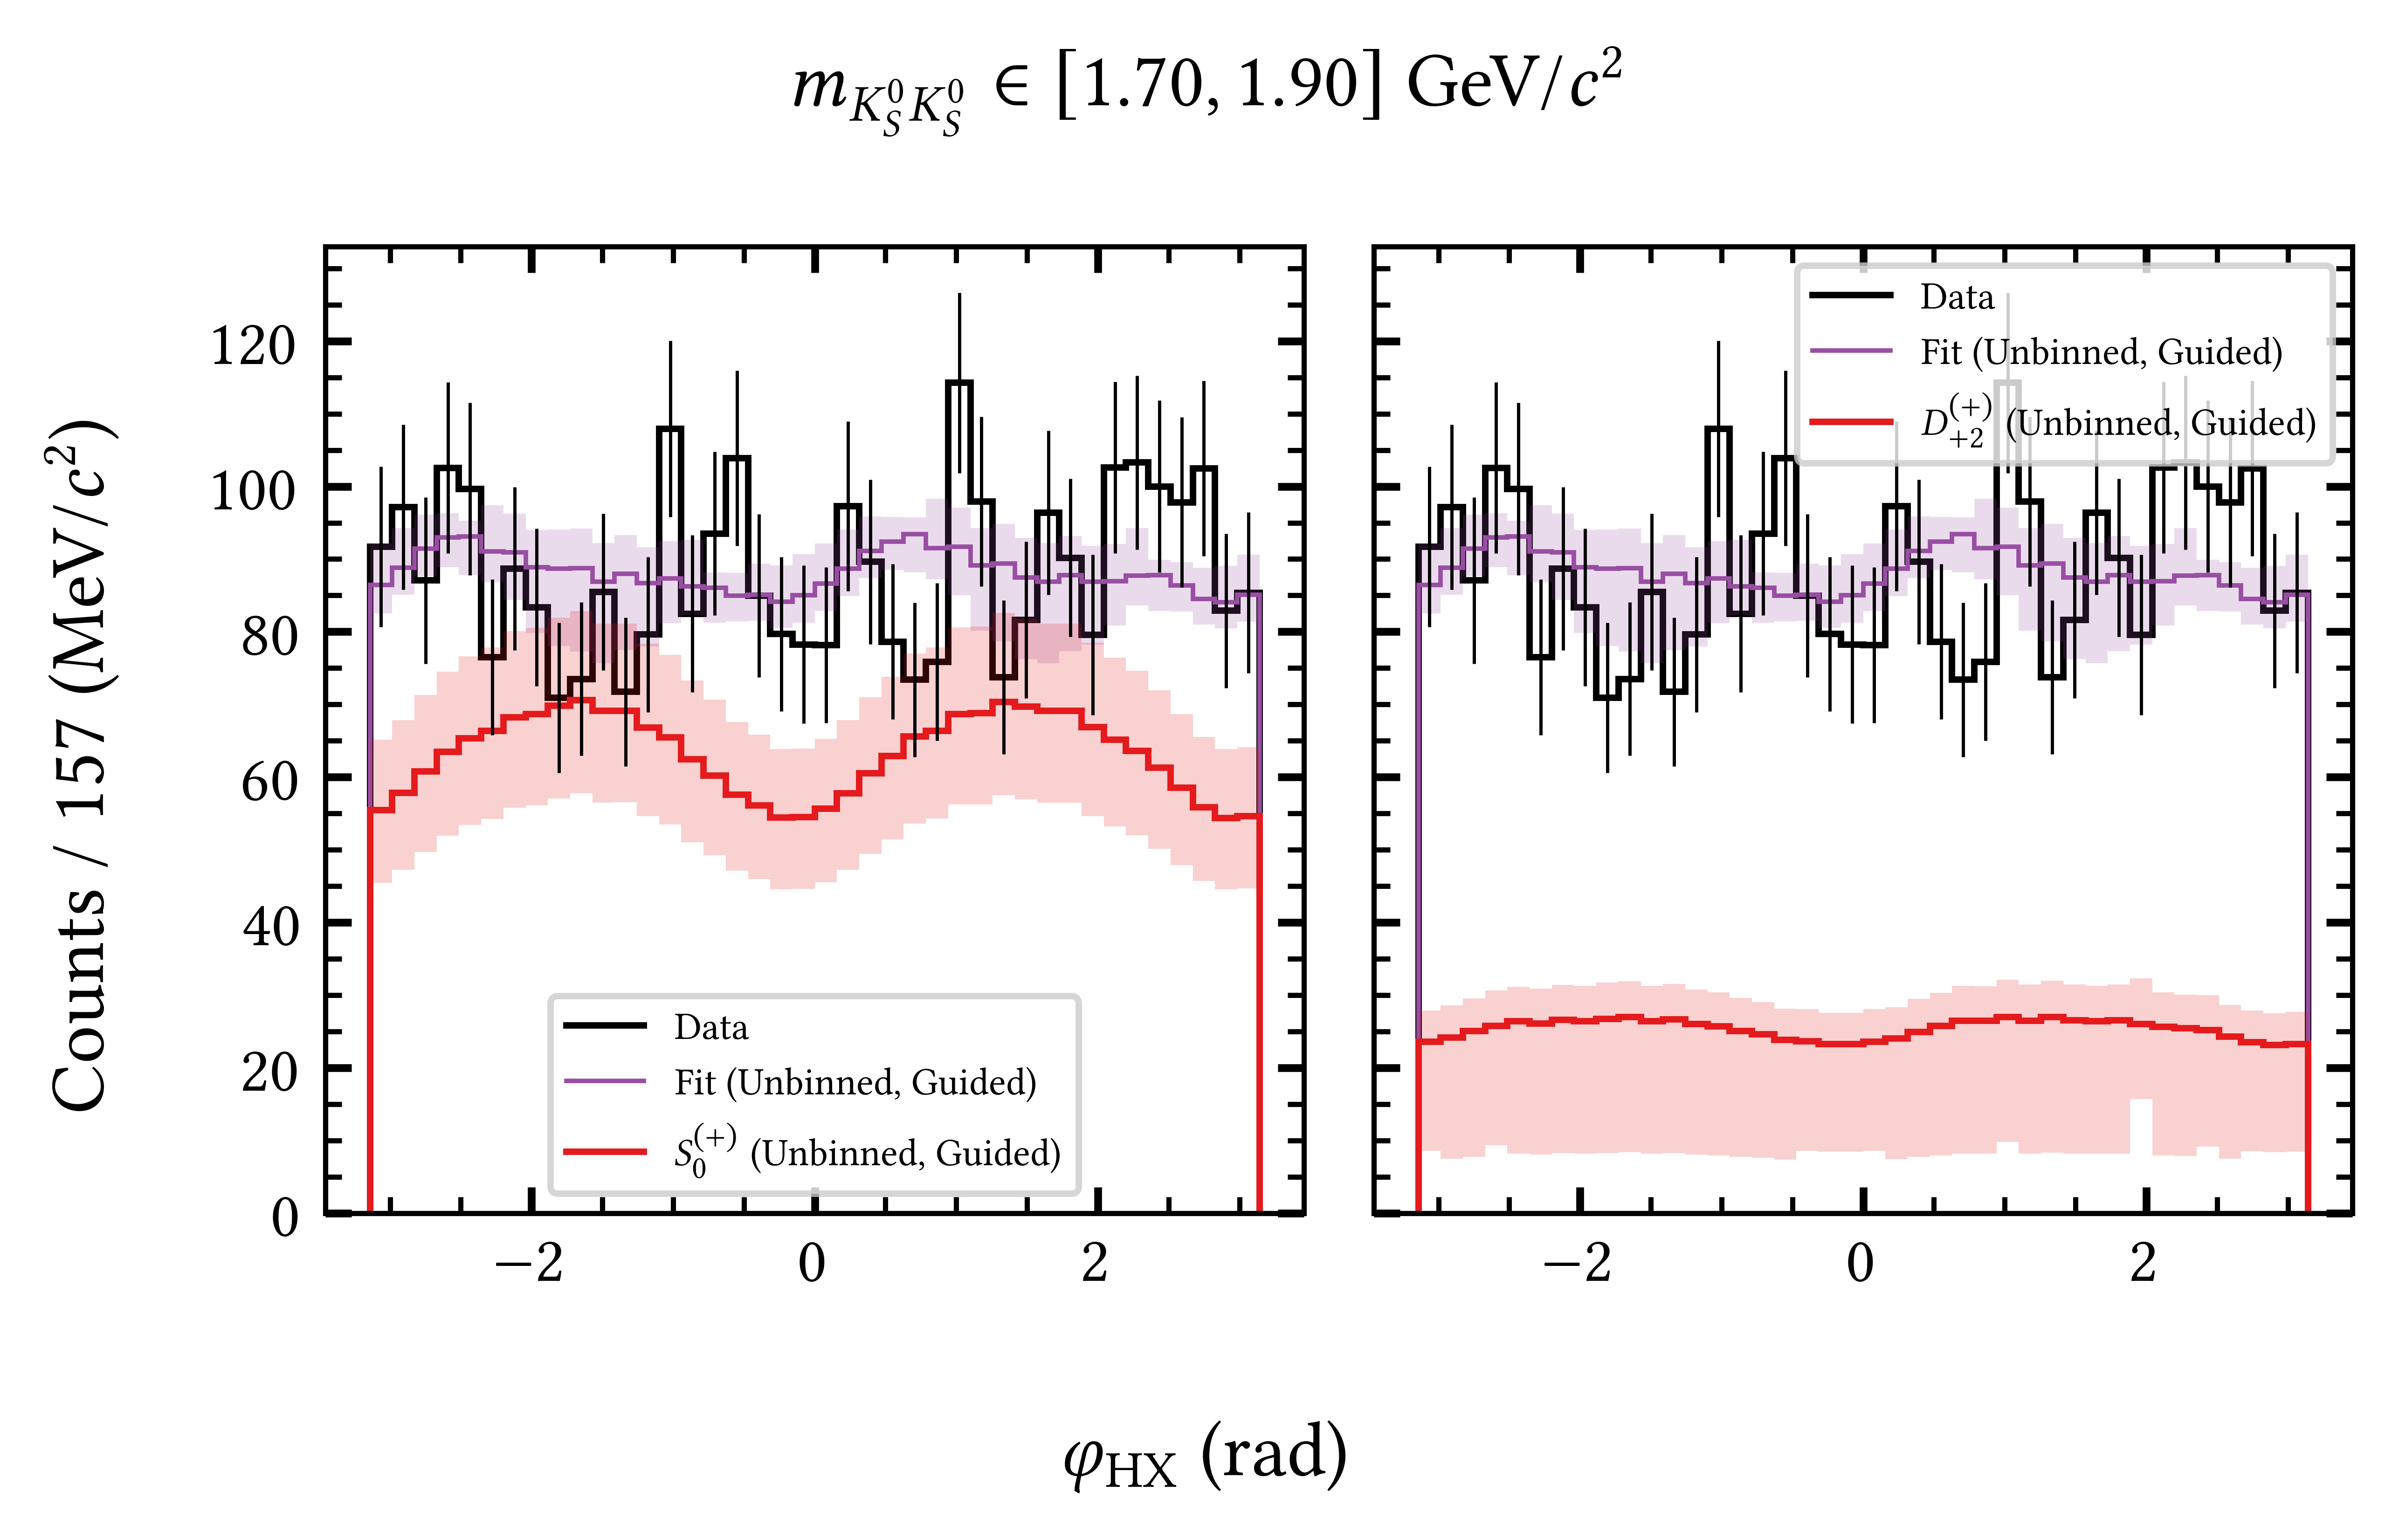 m_{K_S^0 K_S^0} ∈ [1.70, 1.90] GeV/c²
Counts / 157 (MeV/c²)
120
100
80
60
40
20
0
Data
Fit (Unbinned, Guided)
S_0^{(+)} (Unbinned, Guided)
−2 0 2
Data
Fit (Unbinned, Guided)
D_{+2}^{(+)} (Unbinned, Guided)
−2 0 2
φ_HX (rad)